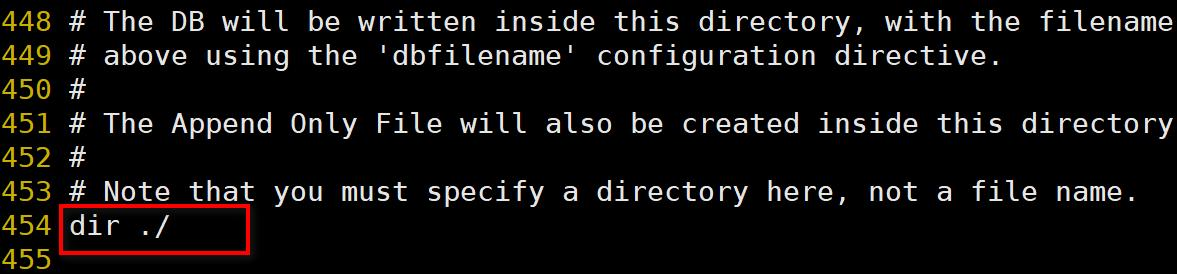 448 # The DB will be written inside this directory, with the filename
449 # above using the 'dbfilename' configuration directive.
450 #
451 # The Append Only File will also be created inside this directory
452 #
453 # Note that you must specify a directory here, not a file name.
454 dir ./
455